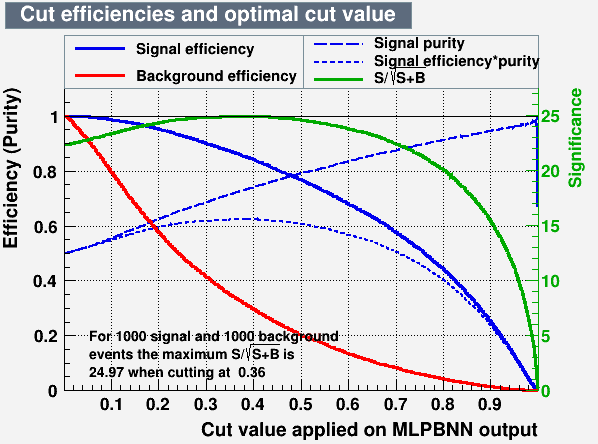 Cut efficiencies and optimal cut value
Signal efficiency
Background efficiency
Signal purity
Signal efficiency*purity
S/√S+B
Efficiency (Purity)
1
0.8
0.6
0.4
0.2
0
25
20
15
10
5
0
Significance
For 1000 signal and 1000 background
events the maximum S/√S+B is
24.97 when cutting at 0.36
0.1 0.2 0.3 0.4 0.5 0.6 0.7 0.8 0.9
Cut value applied on MLPBNN output